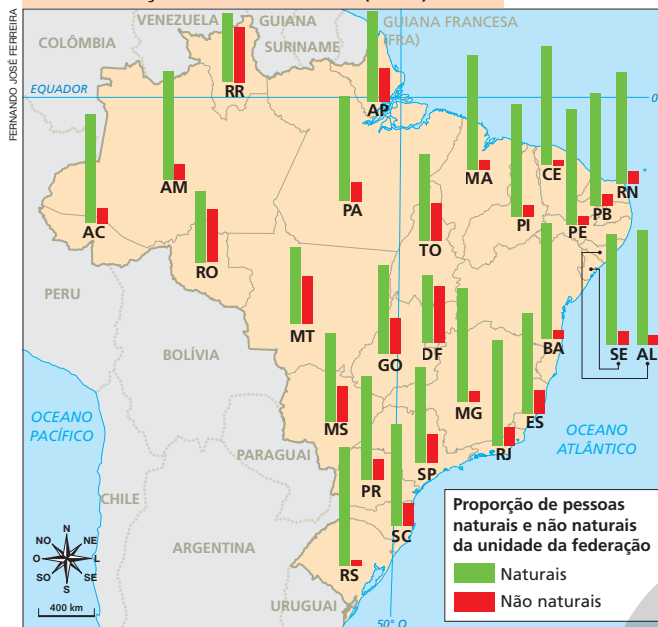 FERNANDO JOSÉ FERREIRA
VENEZUELA
GUIANA
SURINAME
GUIANA FRANCESA
(FRA)
COLÔMBIA
EQUADOR
0
RR
AP
AM
AC
RO
PA
MA
TO
PI
CE
PE
PB
RN
MT
GO
DF
BA
SE
AL
MS
MG
ES
RJ
PR
SP
SC
RS
PERU
BOLÍVIA
PARAGUAI
CHILE
ARGENTINA
URUGUAI
OCEANO
PACÍFICO
OCEANO
ATLÂNTICO
N
NO
NE
O
L
SO
SE
S
400 km
50° O
Proporção de pessoas
naturais e não naturais
da unidade da federação
Naturais
Não naturais